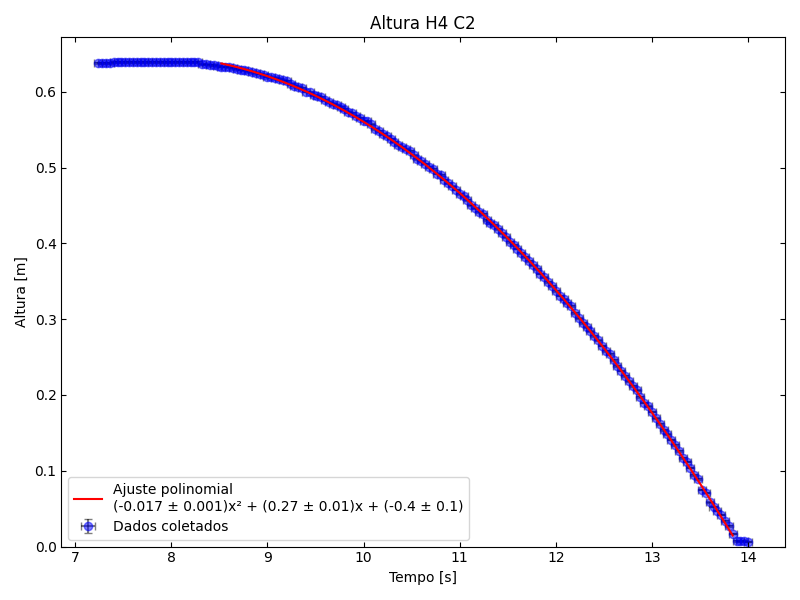 Altura H4 C2
Altura [m]
0.6
0.5
0.4
0.3
0.2
0.1
0.0
Ajuste polinomial
(-0.017 ± 0.001)x² + (0.27 ± 0.01)x + (-0.4 ± 0.1)
Dados coletados
7 8 9 10 11 12 13 14
Tempo [s]